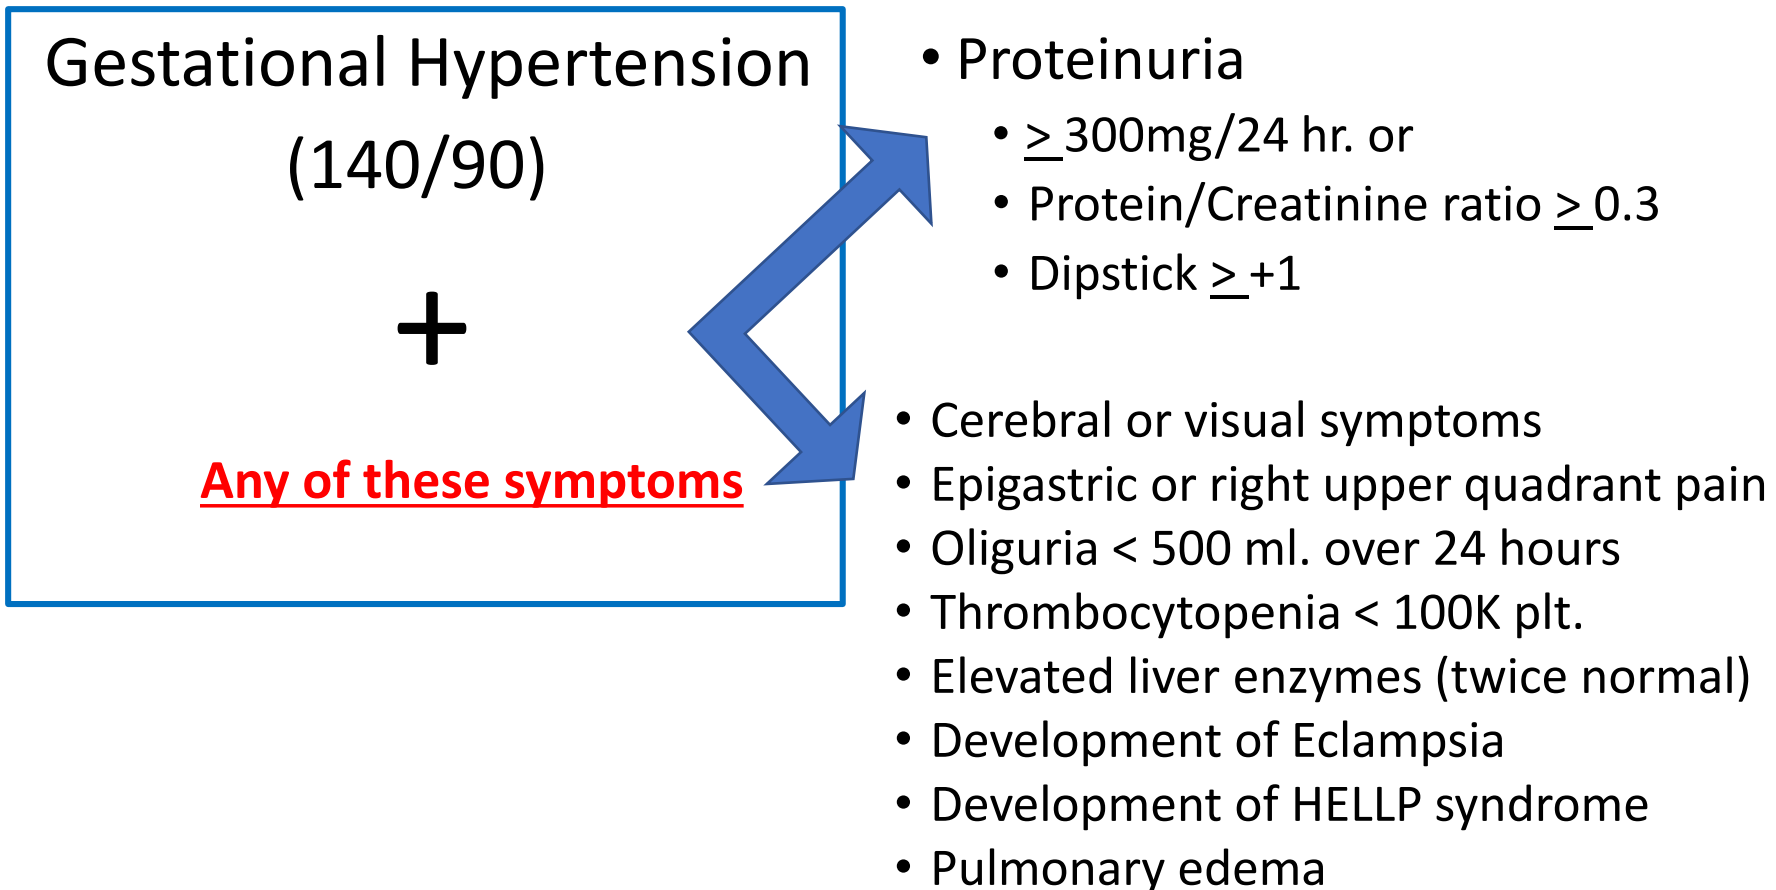 Gestational Hypertension
(140/90)
+
Any of these symptoms
• Proteinuria
• > 300mg/24 hr. or
• Protein/Creatinine ratio > 0.3
• Dipstick > +1
• Cerebral or visual symptoms
• Epigastric or right upper quadrant pain
• Oliguria < 500 ml. over 24 hours
• Thrombocytopenia < 100K plt.
• Elevated liver enzymes (twice normal)
• Development of Eclampsia
• Development of HELLP syndrome
• Pulmonary edema